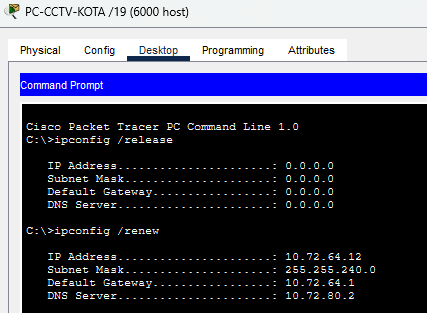 PC-CCTV-KOTA /19 (6000 host)
Physical Config Desktop Programming Attributes
Command Prompt
Cisco Packet Tracer PC Command Line 1.0
C:\>ipconfig /release
IP Address......................: 0.0.0.0
Subnet Mask.....................: 0.0.0.0
Default Gateway.................: 0.0.0.0
DNS Server......................: 0.0.0.0
C:\>ipconfig /renew
IP Address......................: 10.72.64.12
Subnet Mask.....................: 255.255.240.0
Default Gateway.................: 10.72.64.1
DNS Server......................: 10.72.80.2